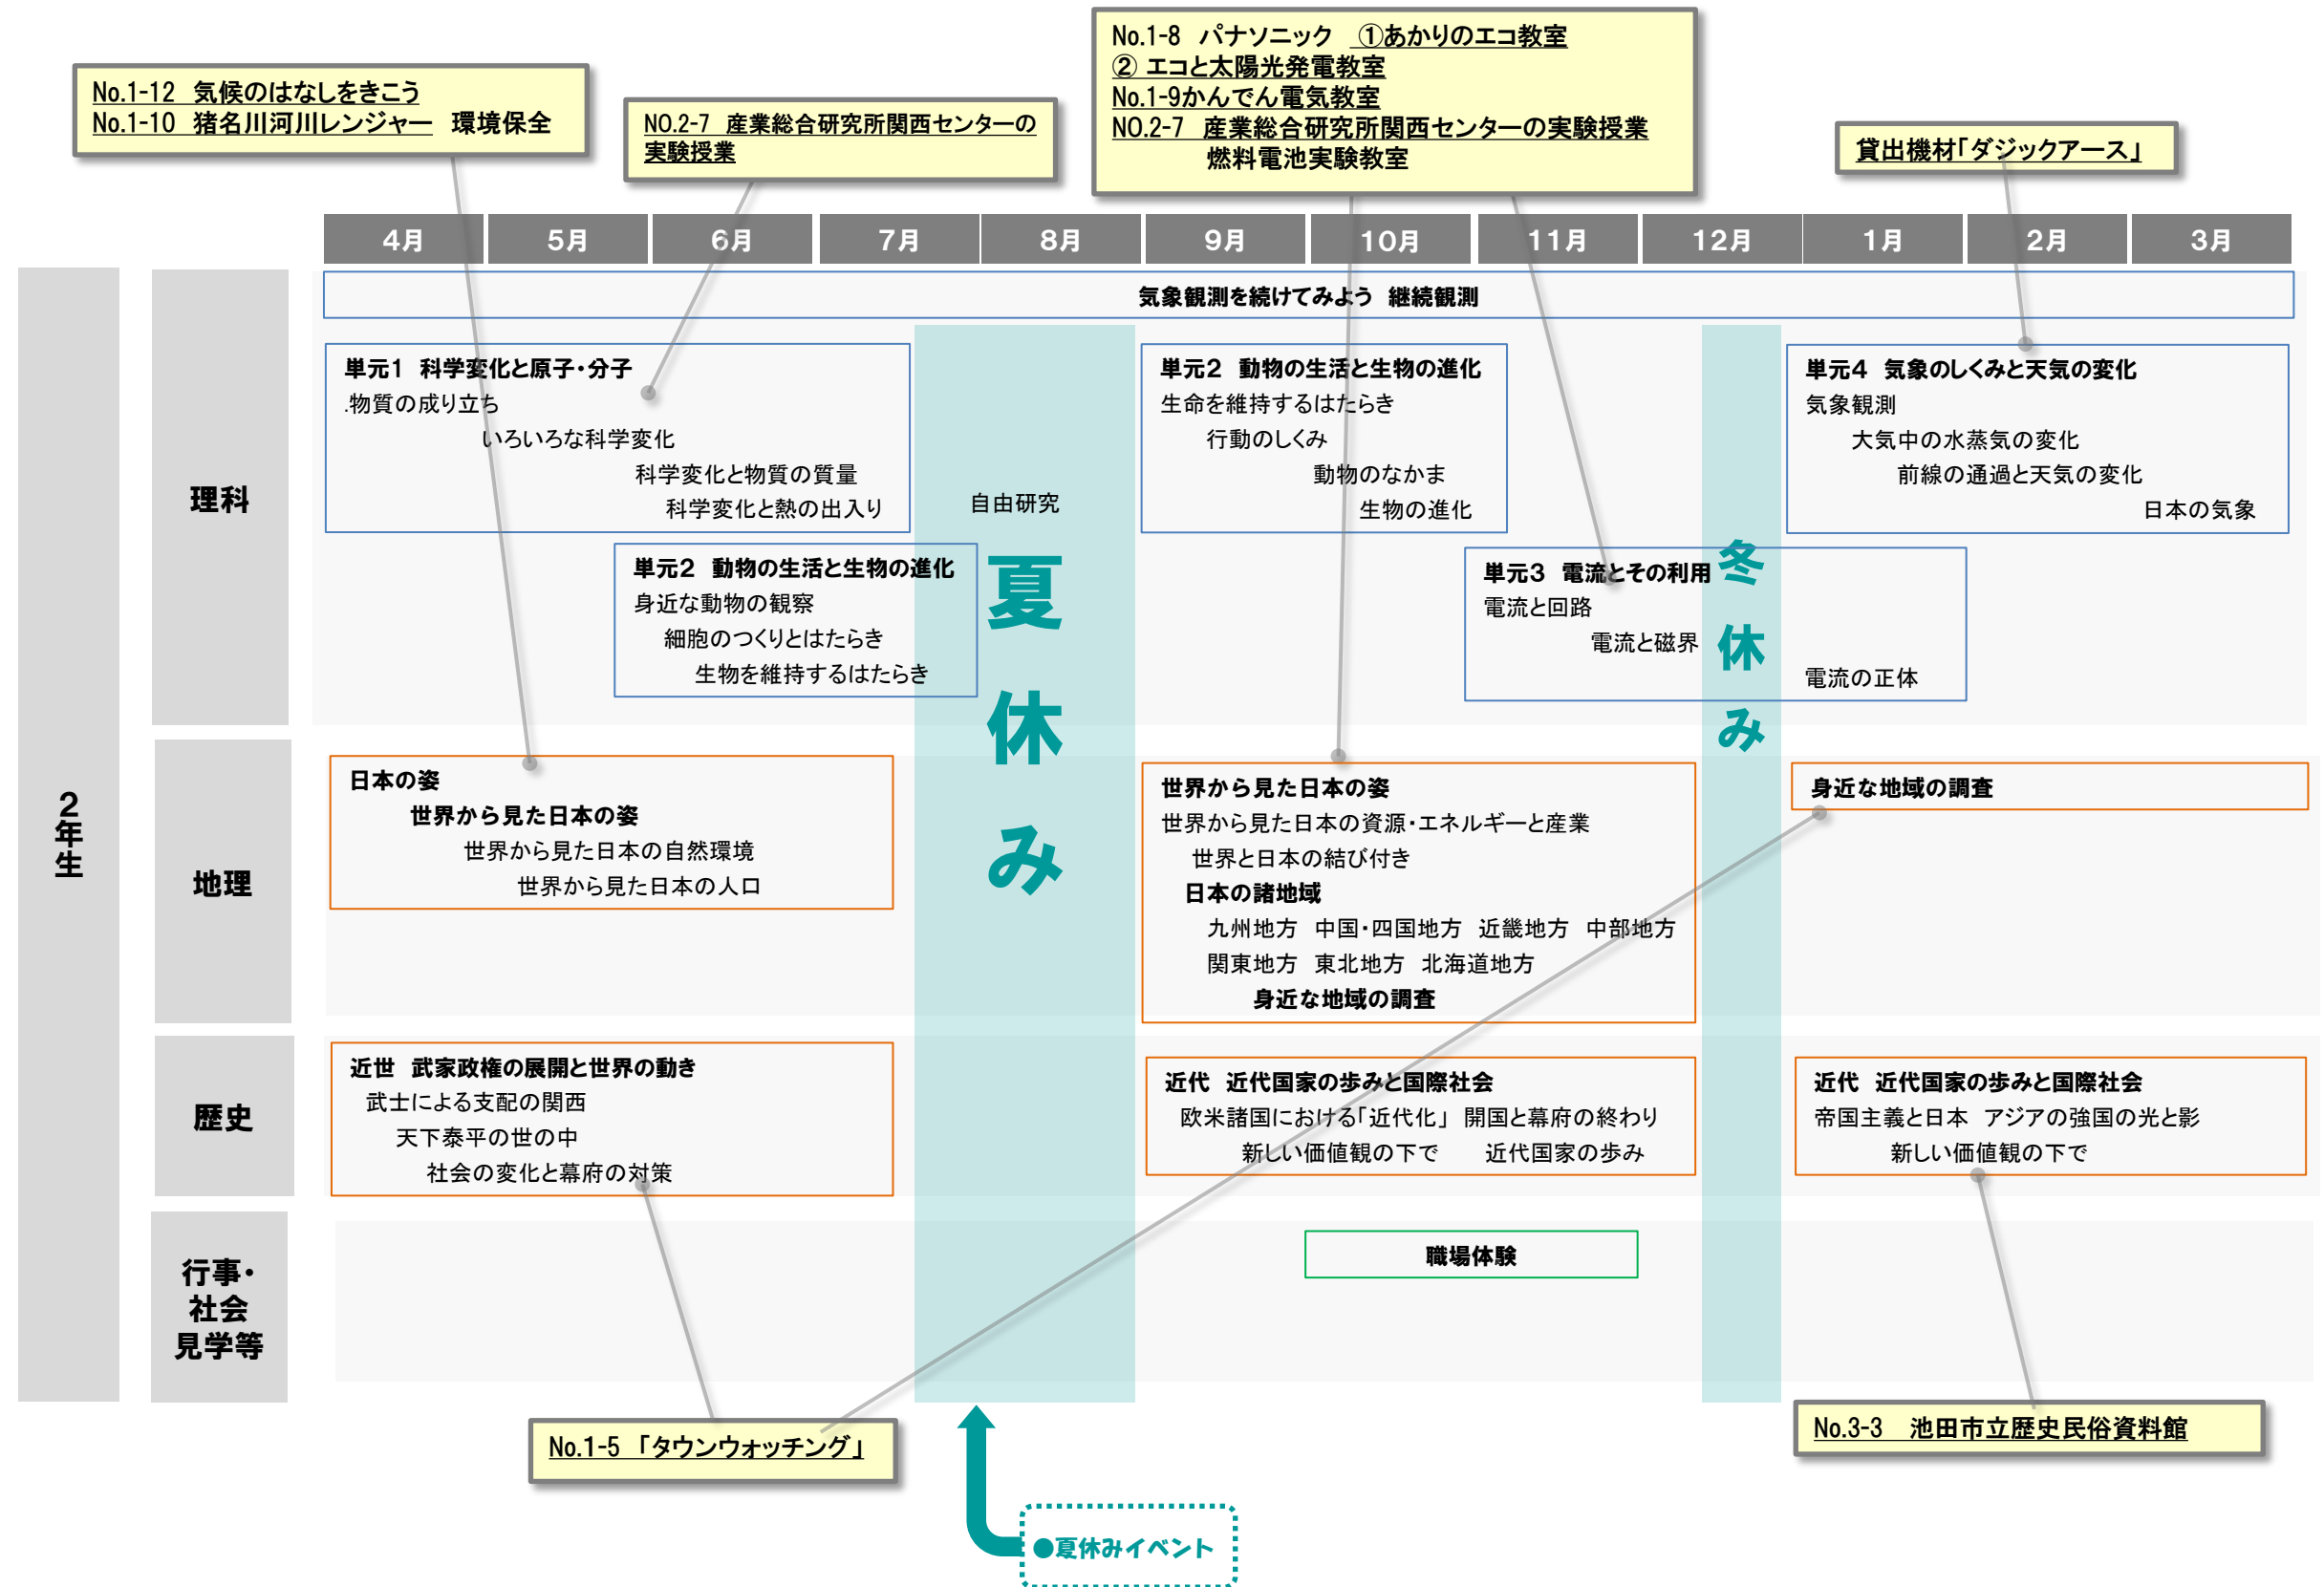 No.1-8 パナソニック ①あかりのエコ教室
② エコと太陽光発電教室
No.1-9かんでん電気教室
NO.2-7 産業総合研究所関西センターの実験授業
燃料電池実験教室
No.1-12 気候のはなしをきこう
No.1-10 猪名川河川レンジャー 環境保全
NO.2-7 産業総合研究所関西センターの
実験授業
貸出機材「ダジックアース」
4月 5月 6月 7月 8月 9月 10月 11月 12月 1月 2月 3月
2年生
理科
気象観測を続けてみよう 継続観測
単元1 科学変化と原子・分子
.物質の成り立ち
いろいろな科学変化
科学変化と物質の質量
科学変化と熱の出入り
単元2 動物の生活と生物の進化
身近な動物の観察
細胞のつくりとはたらき
生物を維持するはたらき
自由研究
夏休み
単元2 動物の生活と生物の進化
生命を維持するはたらき
行動のしくみ
動物のなかま
生物の進化
単元3 電流とその利用
電流と回路
電流と磁界
電流の正体
冬休み
単元4 気象のしくみと天気の変化
気象観測
大気中の水蒸気の変化
前線の通過と天気の変化
日本の気象
地理
日本の姿
世界から見た日本の姿
世界から見た日本の自然環境
世界から見た日本の人口
世界から見た日本の姿
世界から見た日本の資源・エネルギーと産業
世界と日本の結び付き
日本の諸地域
九州地方 中国・四国地方 近畿地方 中部地方
関東地方 東北地方 北海道地方
身近な地域の調査
身近な地域の調査
歴史
近世 武家政権の展開と世界の動き
武士による支配の関西
天下泰平の世の中
社会の変化と幕府の対策
近代 近代国家の歩みと国際社会
欧米諸国における「近代化」 開国と幕府の終わり
新しい価値観の下で 近代国家の歩み
近代 近代国家の歩みと国際社会
帝国主義と日本 アジアの強国の光と影
新しい価値観の下で
行事・
社会
見学等
職場体験
No.1-5 「タウンウォッチング」
No.3-3 池田市立歴史民俗資料館
●夏休みイベント